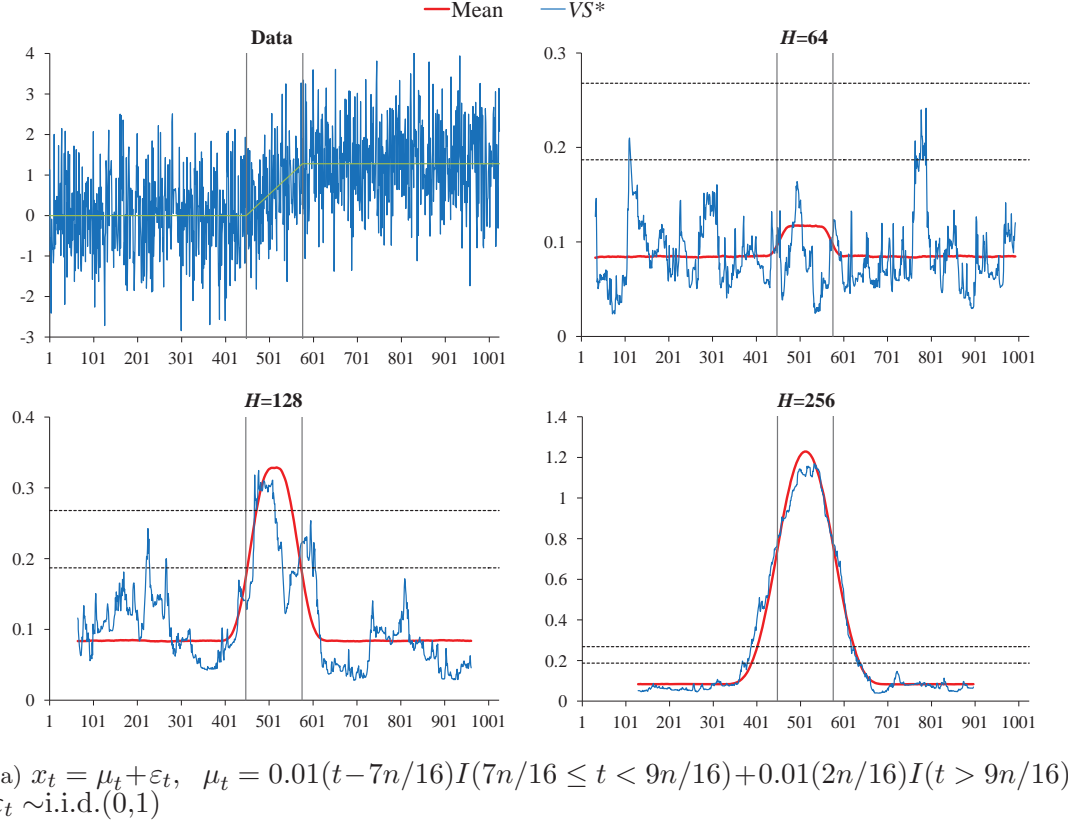 Mean VS*
Data
4
3
2
1
0
-1
-2
-3
1 101 201 301 401 501 601 701 801 901 1001
H=64
0.3
0.2
0.1
0
1 101 201 301 401 501 601 701 801 901 1001
H=128
0.4
0.3
0.2
0.1
0
1 101 201 301 401 501 601 701 801 901 1001
H=256
1.4
1.2
1
0.8
0.6
0.4
0.2
0
1 101 201 301 401 501 601 701 801 901 1001
a) x_t = μ_t+ε_t, μ_t = 0.01(t−7n/16)I(7n/16 ≤ t < 9n/16)+0.01(2n/16)I(t > 9n/16)
ε_t ∼i.i.d.(0,1)